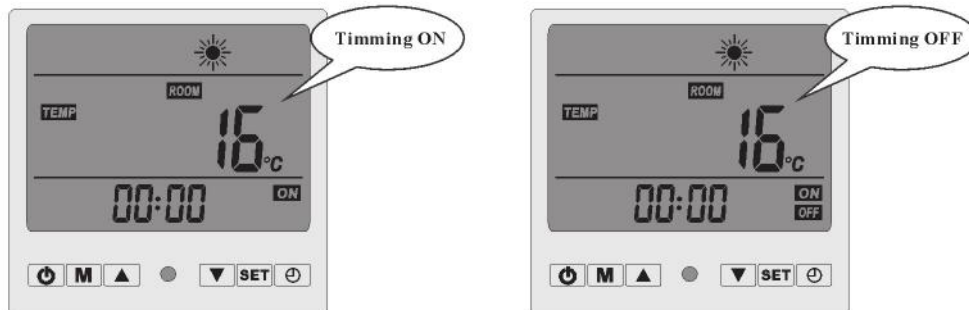 Timming ON
ROOM
TEMP
16°C
00:00
ON
M
SET
Timming OFF
ROOM
TEMP
16°C
00:00
ON
OFF
M
SET